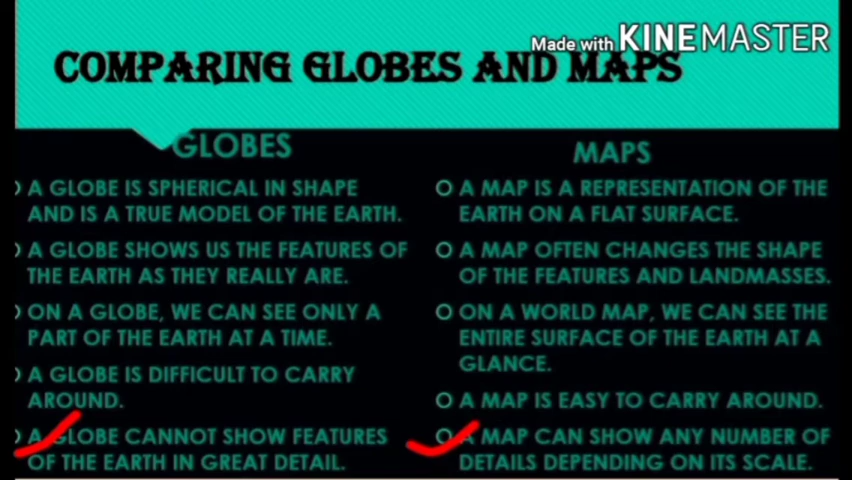 Made with KINEMASTER
COMPARING GLOBES AND MAPS
GLOBES
A GLOBE IS SPHERICAL IN SHAPE
AND IS A TRUE MODEL OF THE EARTH.
A GLOBE SHOWS US THE FEATURES OF
THE EARTH AS THEY REALLY ARE.
ON A GLOBE, WE CAN SEE ONLY A
PART OF THE EARTH AT A TIME.
A GLOBE IS DIFFICULT TO CARRY
AROUND.
A GLOBE CANNOT SHOW FEATURES
OF THE EARTH IN GREAT DETAIL.
MAPS
A MAP IS A REPRESENTATION OF THE
EARTH ON A FLAT SURFACE.
A MAP OFTEN CHANGES THE SHAPE
OF THE FEATURES AND LANDMASSES.
ON A WORLD MAP, WE CAN SEE THE
ENTIRE SURFACE OF THE EARTH AT A
GLANCE.
A MAP IS EASY TO CARRY AROUND.
A MAP CAN SHOW ANY NUMBER OF
DETAILS DEPENDING ON ITS SCALE.